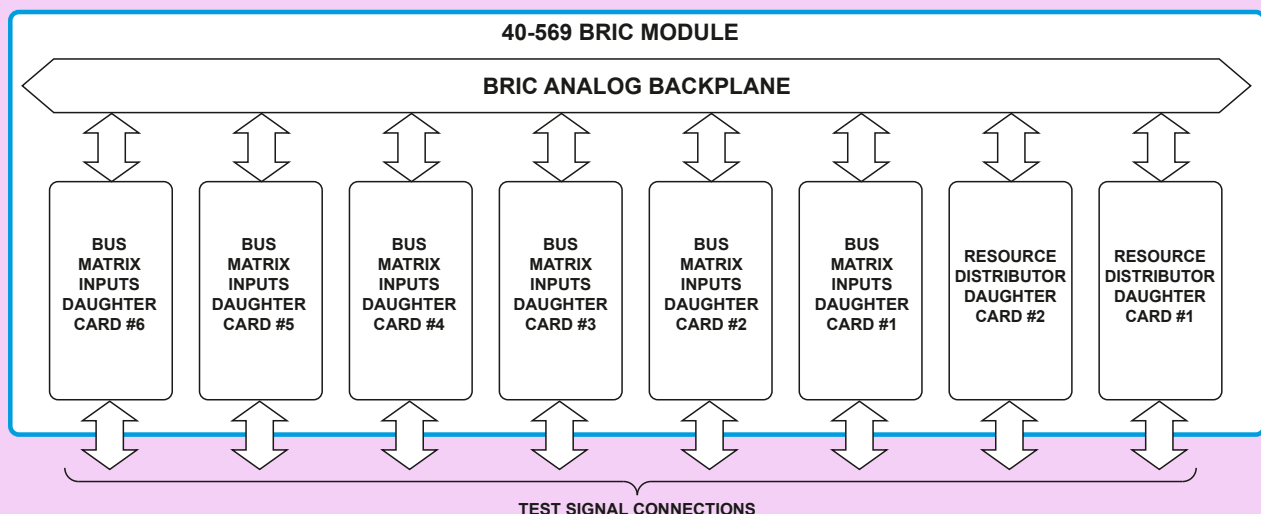 40-569 BRIC MODULE
BRIC ANALOG BACKPLANE
BUS
MATRIX
INPUTS
DAUGHTER
CARD #6
BUS
MATRIX
INPUTS
DAUGHTER
CARD #5
BUS
MATRIX
INPUTS
DAUGHTER
CARD #4
BUS
MATRIX
INPUTS
DAUGHTER
CARD #3
BUS
MATRIX
INPUTS
DAUGHTER
CARD #2
BUS
MATRIX
INPUTS
DAUGHTER
CARD #1
RESOURCE
DISTRIBUTOR
DAUGHTER
CARD #2
RESOURCE
DISTRIBUTOR
DAUGHTER
CARD #1
TEST SIGNAL CONNECTIONS